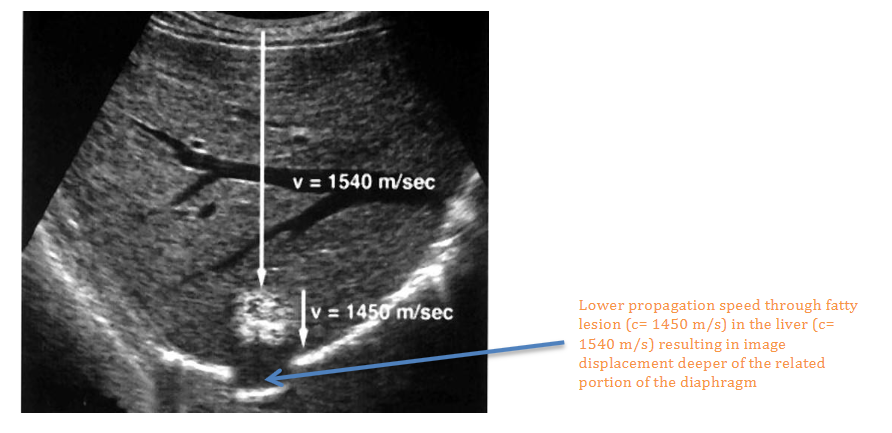 v = 1540 m/sec
v = 1450 m/sec
Lower propagation speed through fatty
lesion (c= 1450 m/s) in the liver (c=
1540 m/s) resulting in image
displacement deeper of the related
portion of the diaphragm